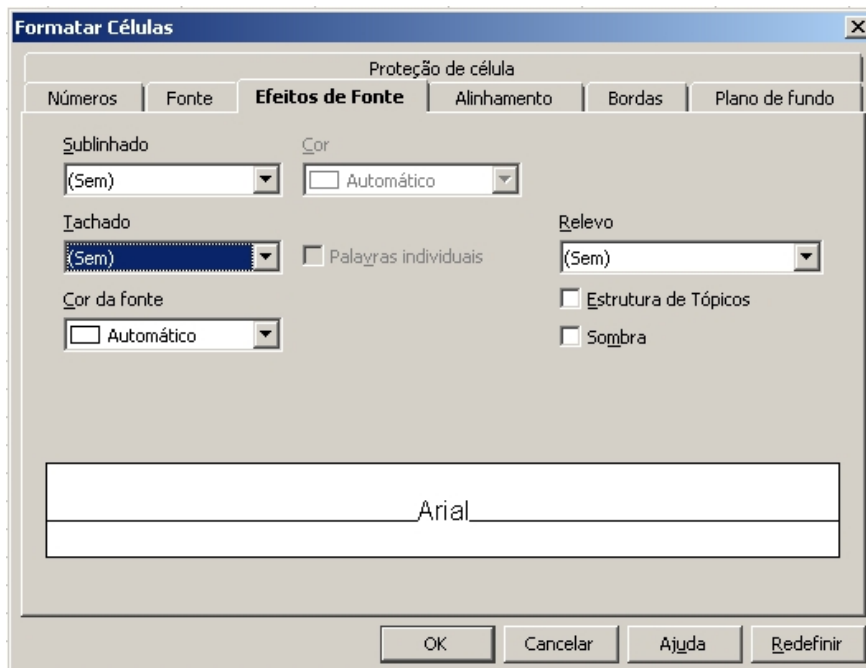 Formatar Células
Proteção de célula
Números Fonte Efeitos de Fonte Alinhamento Bordas Plano de fundo
Sublinhado Cor
(Sem) Automático
Tachado Relevo
(Sem) Palavras individuais (Sem)
Cor da fonte Estrutura de Tópicos
Automático Sombra
Arial
OK Cancelar Ajuda Redefinir